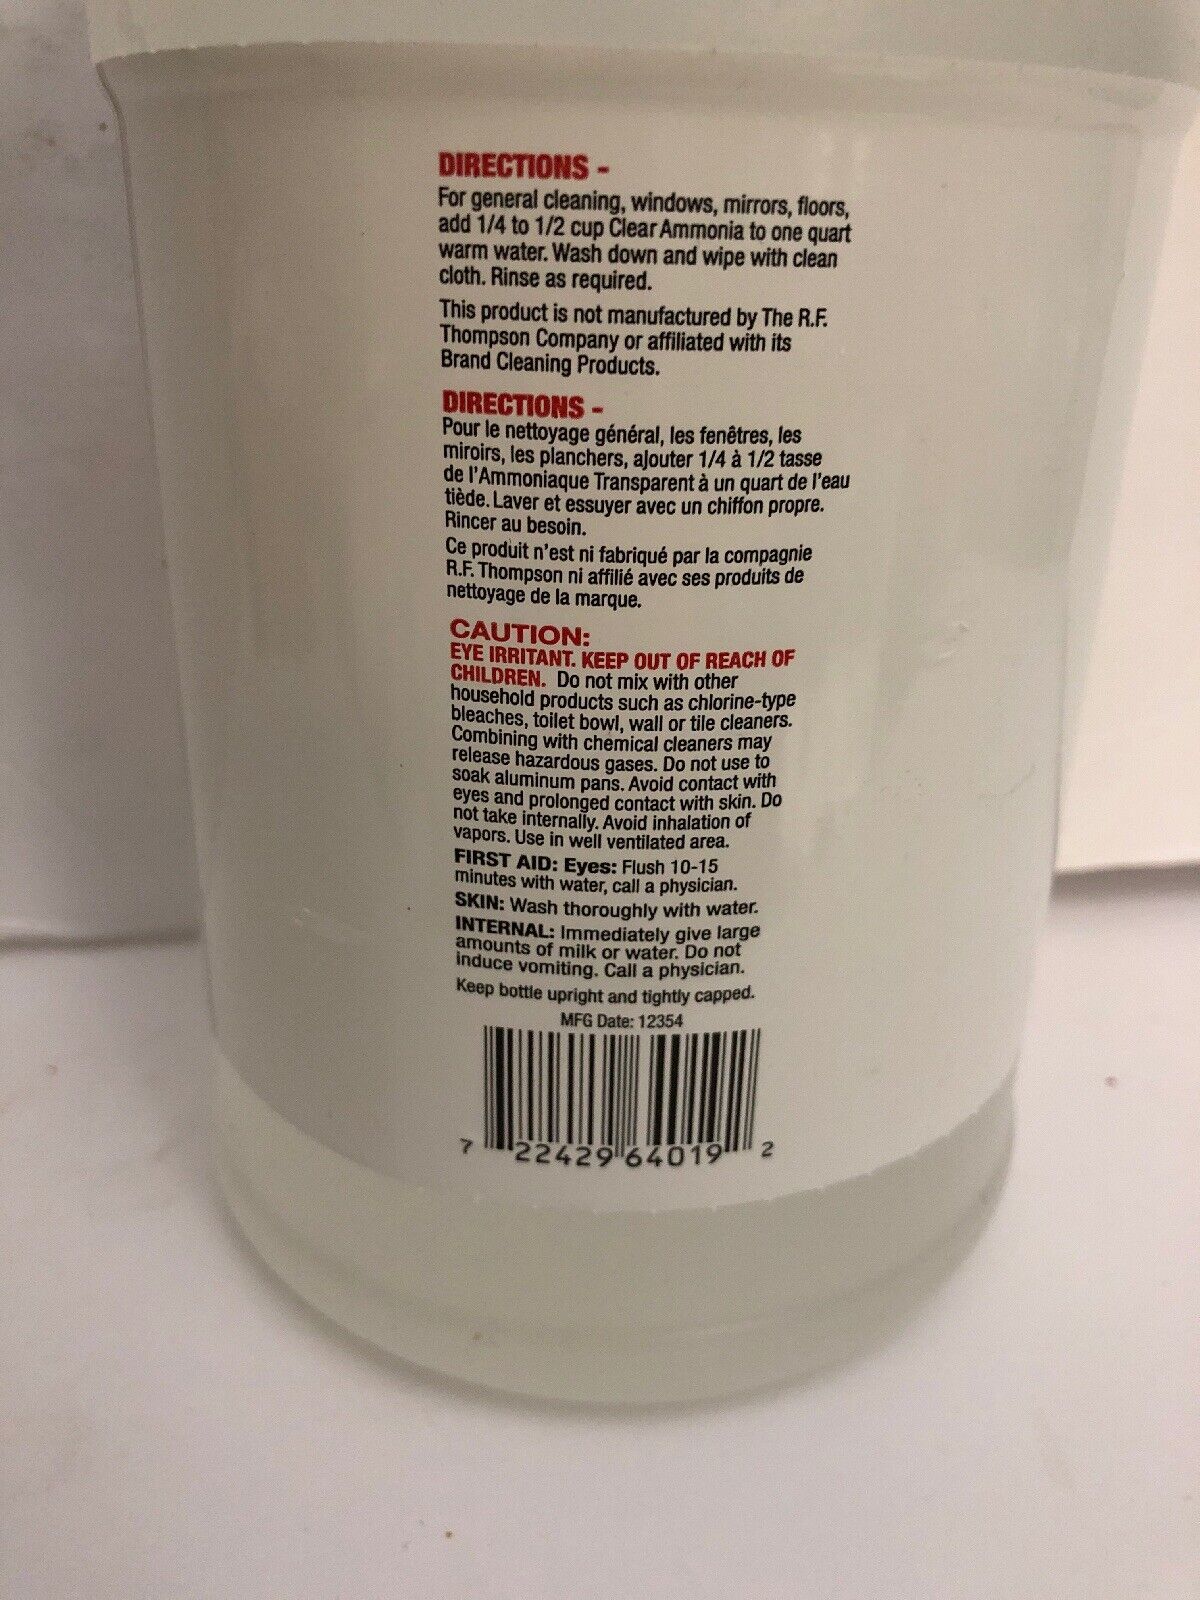 DIRECTIONS -
For general cleaning, windows, mirrors, floors,
add 1/4 to 1/2 cup Clear Ammonia to one quart
warm water. Wash down and wipe with clean
cloth. Rinse as required.
This product is not manufactured by The R.F.
Thompson Company or affiliated with its
Brand Cleaning Products.
DIRECTIONS -
Pour le nettoyage général, les fenêtres, les
miroirs, les planchers, ajouter 1/4 à 1/2 tasse
de l'Ammoniaque Transparent à un quart de l'eau
tiède. Laver et essuyer avec un chiffon propre.
Rincer au besoin.
Ce produit n'est ni fabriqué par la compagnie
R.F. Thompson ni affilié avec ses produits de
nettoyage de la marque.
CAUTION:
EYE IRRITANT. KEEP OUT OF REACH OF
CHILDREN. Do not mix with other
household products such as chlorine-type
bleaches, toilet bowl, wall or tile cleaners.
Combining with chemical cleaners may
release hazardous gases. Do not use to
soak aluminum pans. Avoid contact with
eyes and prolonged contact with skin. Do
not take internally. Avoid inhalation of
vapors. Use in well ventilated area.
FIRST AID: Eyes: Flush 10-15
minutes with water, call a physician.
SKIN: Wash thoroughly with water.
INTERNAL: Immediately give large
amounts of milk or water. Do not
induce vomiting. Call a physician.
Keep bottle upright and tightly capped.
MFG Date: 12354
7 22429 64019 2